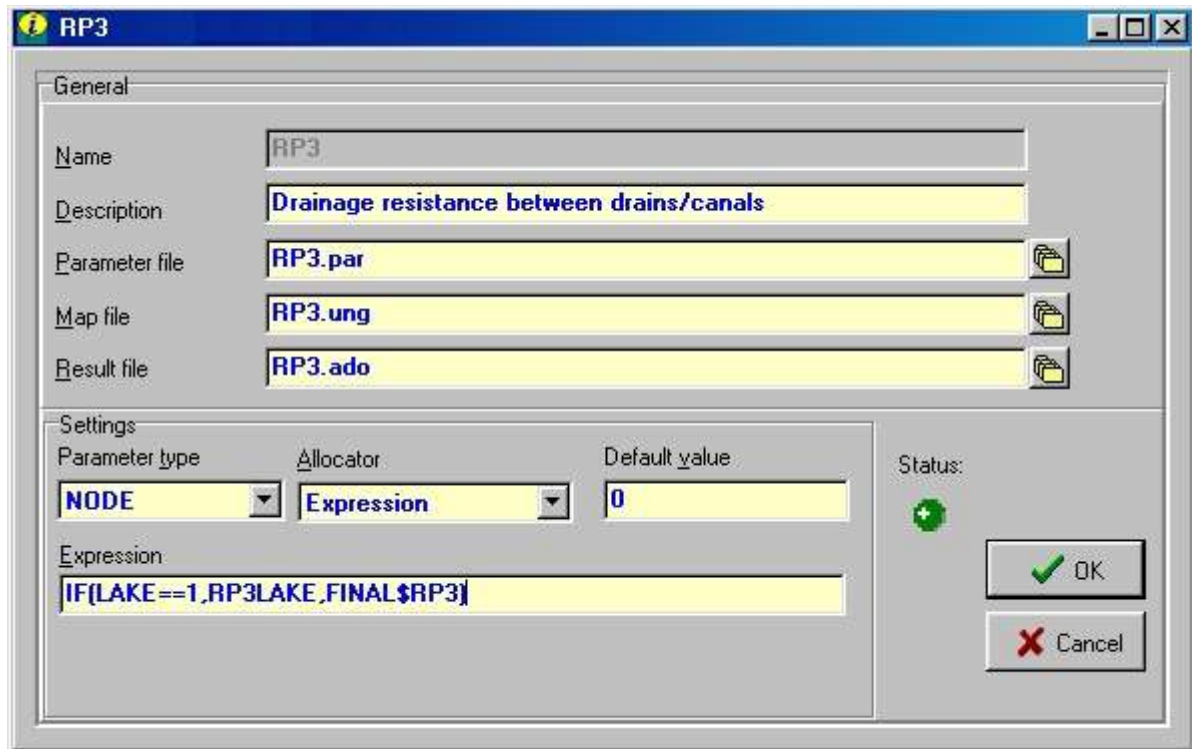 RP3
General
Name RP3
Description Drainage resistance between drains/canals
Parameter file RP3.par
Map file RP3.ung
Result file RP3.ado
Settings
Parameter type Allocator Default value Status:
NODE Expression 0
Expression
IF(LAKE==1,RP3LAKE,FINAL$RP3)
OK
Cancel